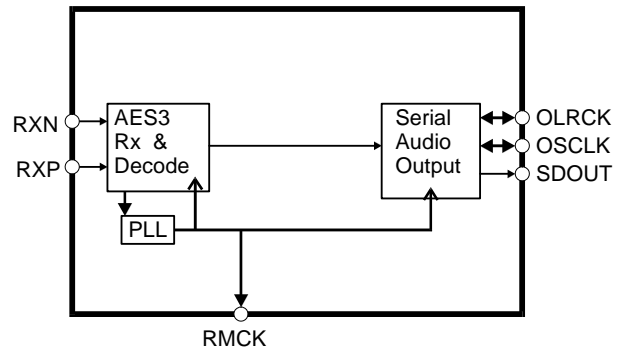 RXN
RXP
AES3
Rx &
Decode
PLL
Serial
Audio
Output
OLRCK
OSCLK
SDOUT
RMCK